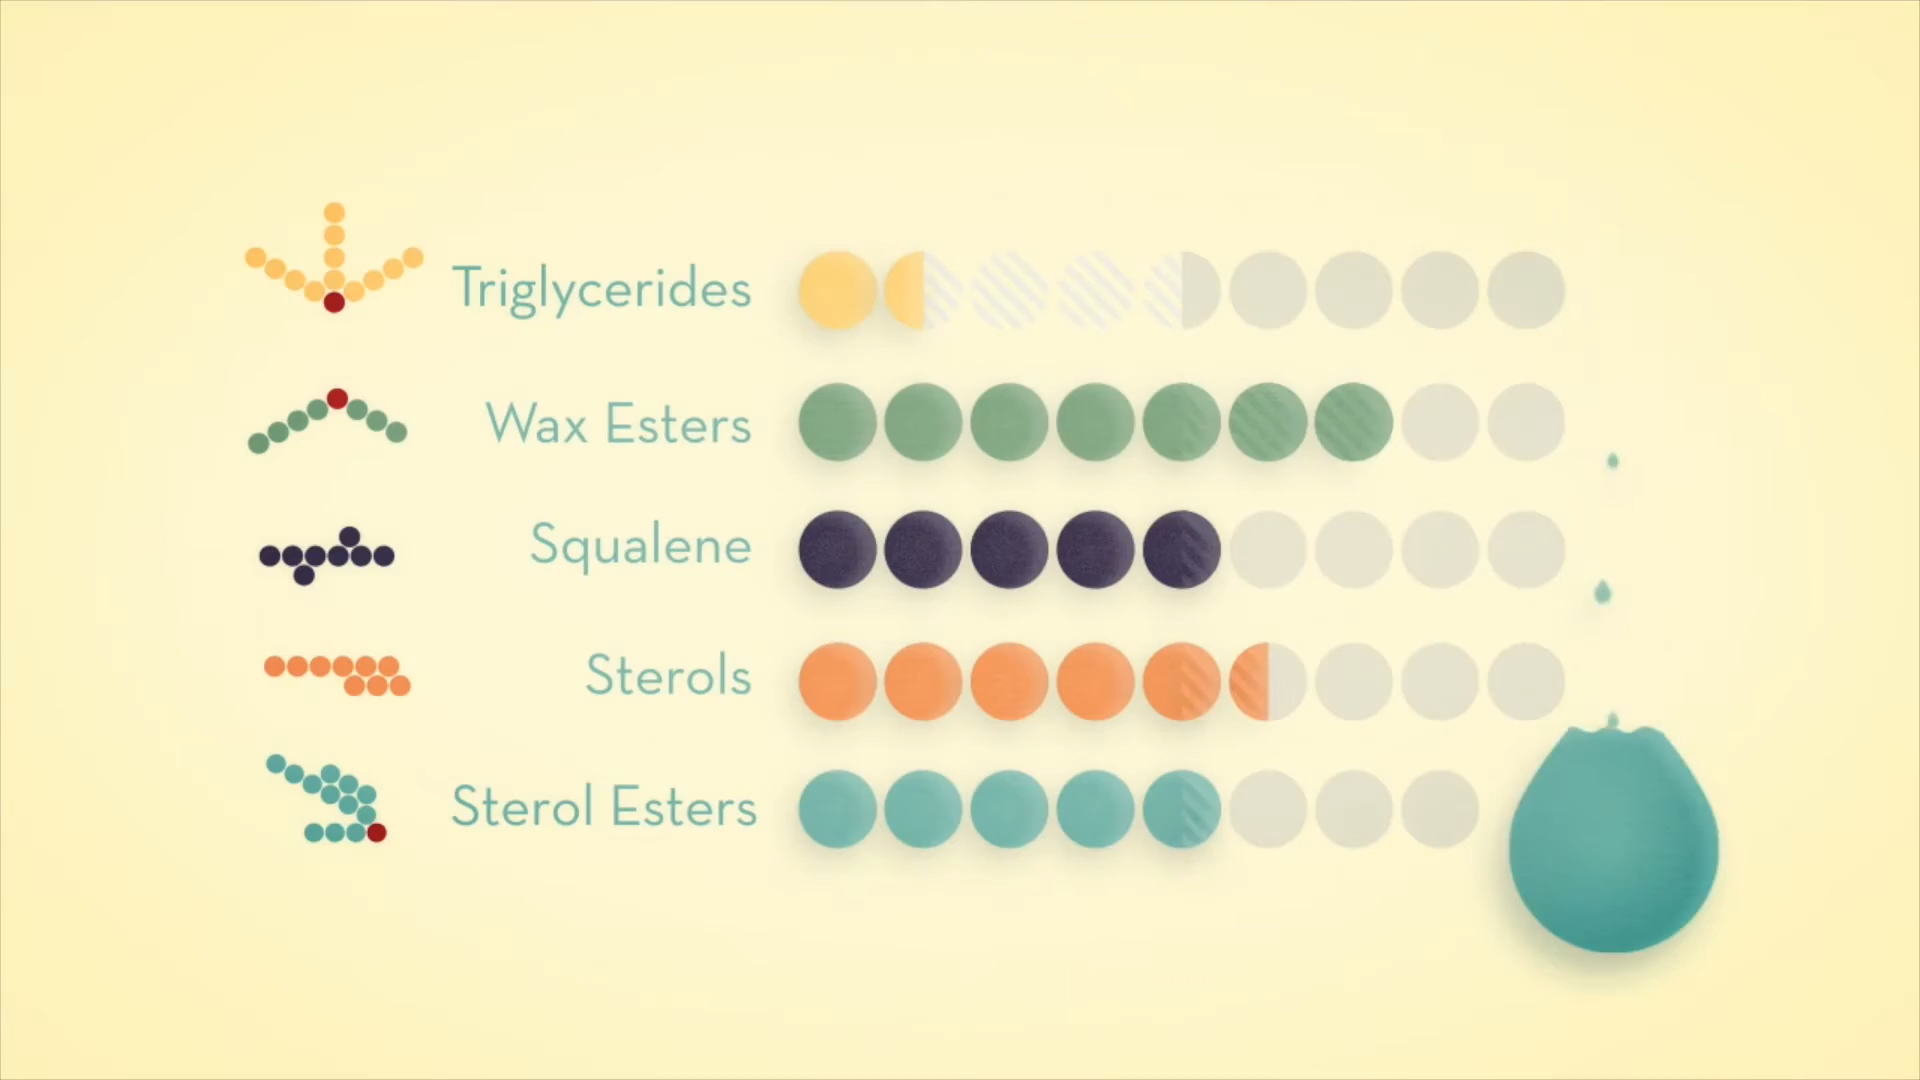 Triglycerides
Wax Esters
Squalene
Sterols
Sterol Esters